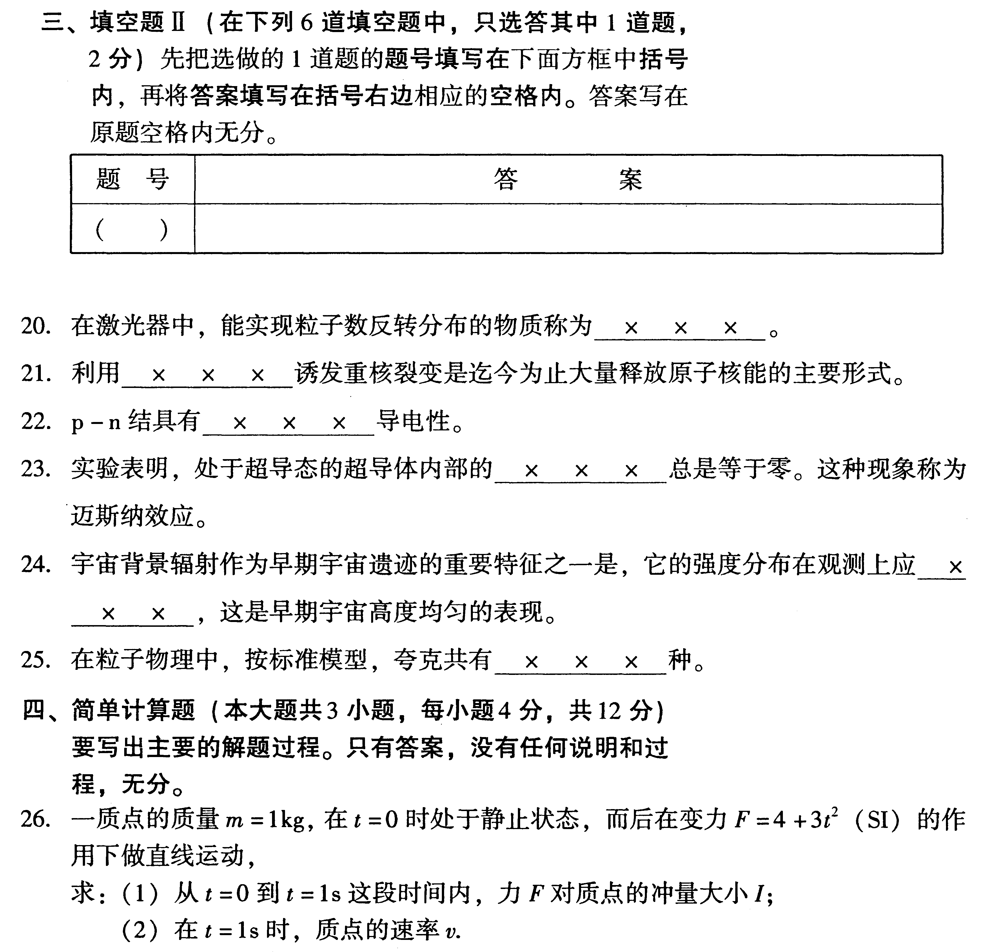 三、填空题Ⅱ（在下列6道填空题中，只选答其中1道题，
2分）先把选做的1道题的题号填写在下面方框中括号
内，再将答案填写在括号右边相应的空格内。答案写在
原题空格内无分。
题 号 答 案
（ ）
20. 在激光器中，能实现粒子数反转分布的物质称为 × × × 。
21. 利用 × × × 诱发重核裂变是迄今为止大量释放原子核能的主要形式。
22. p－n结具有 × × × 导电性。
23. 实验表明，处于超导态的超导体内部的 × × × 总是等于零。这种现象称为
迈斯纳效应。
24. 宇宙背景辐射作为早期宇宙遗迹的重要特征之一是，它的强度分布在观测上应 ×
× × ，这是早期宇宙高度均匀的表现。
25. 在粒子物理中，按标准模型，夸克共有 × × × 种。
四、简单计算题（本大题共3小题，每小题4分，共12分）
要写出主要的解题过程。只有答案，没有任何说明和过
程，无分。
26. 一质点的质量m=1kg, 在t=0时处于静止状态，而后在变力F=4+3t²（SI）的作
用下做直线运动，
求：（1）从t=0到t=1s这段时间内，力F对质点的冲量大小I；
（2）在t=1s时，质点的速率v.